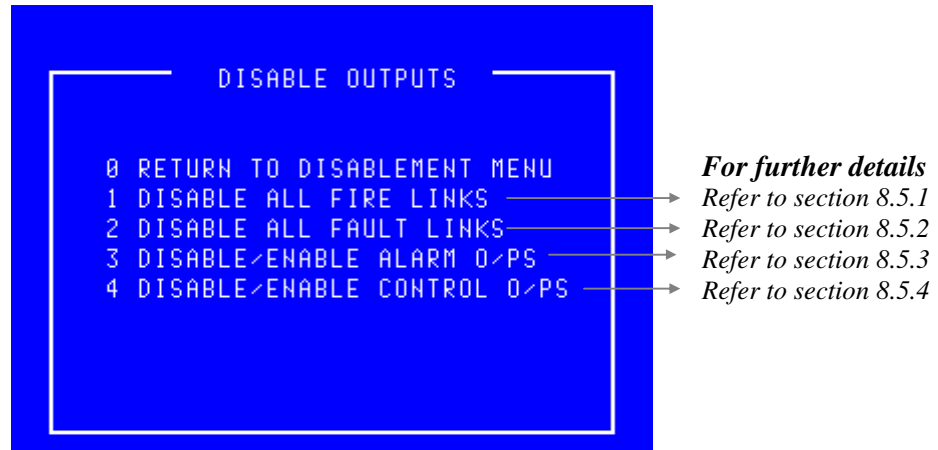 DISABLE OUTPUTS
0 RETURN TO DISABLEMENT MENU
1 DISABLE ALL FIRE LINKS
2 DISABLE ALL FAULT LINKS
3 DISABLE/ENABLE ALARM O/PS
4 DISABLE/ENABLE CONTROL O/PS
For further details
Refer to section 8.5.1
Refer to section 8.5.2
Refer to section 8.5.3
Refer to section 8.5.4